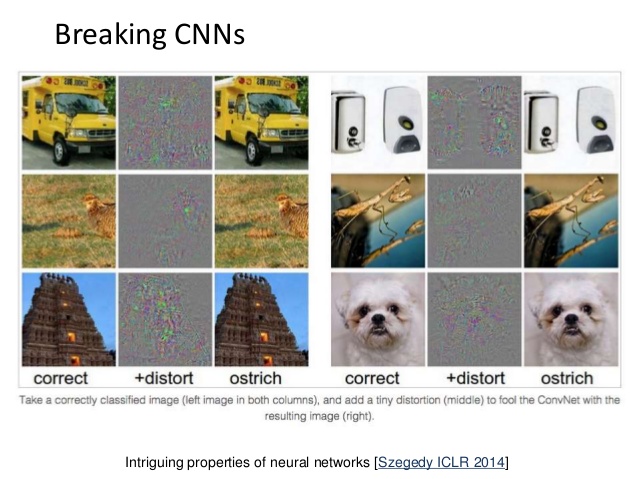 Breaking CNNs
correct +distort ostrich correct +distort ostrich
Take a correctly classified image (left image in both columns), and add a tiny distortion (middle) to fool the ConvNet with the
resulting image (right).
Intriguing properties of neural networks [Szegedy ICLR 2014]